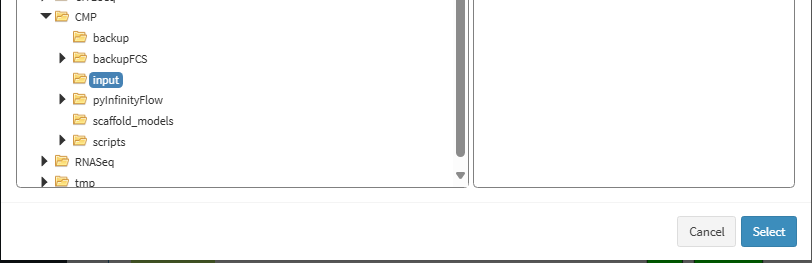 CMP
backup
backupFCS
input
pyInfinityFlow
scaffold_models
scripts
RNASeq
tmp
Cancel
Select